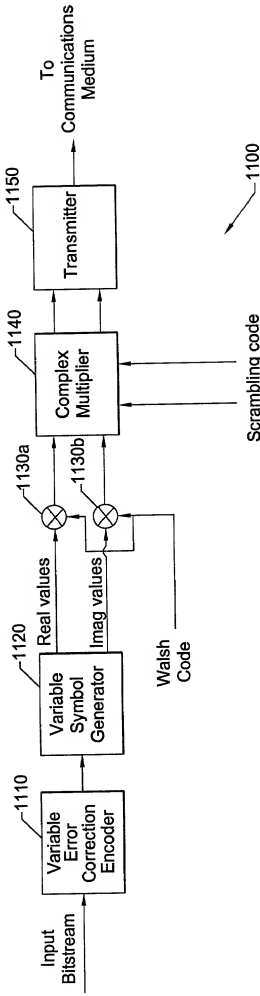 Input
Bitstream
1110
Variable
Error
Correction
Encoder
1120
Variable
Symbol
Generator
Real values
Imag values
1130a
1130b
Walsh
Code
1140
Complex
Multiplier
Scrambling code
1150
Transmitter
To
Communications
Medium
1100